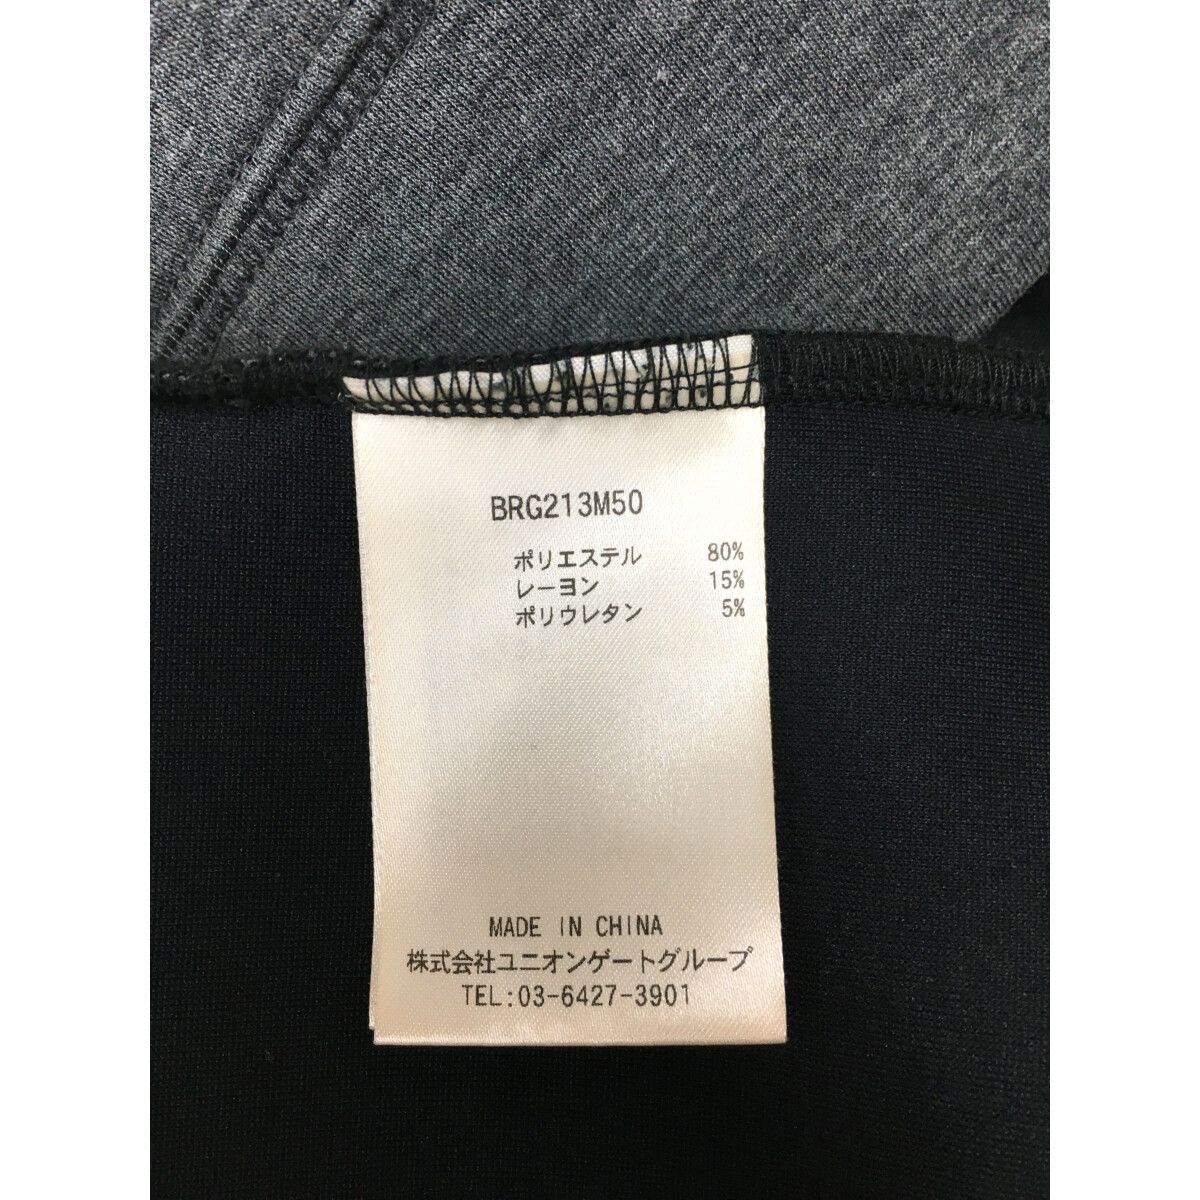 BRG213M50
ポリエステル 80%
レーヨン 15%
ポリウレタン 5%
MADE IN CHINA
株式会社ユニオンゲートグループ
TEL:03-6427-3901